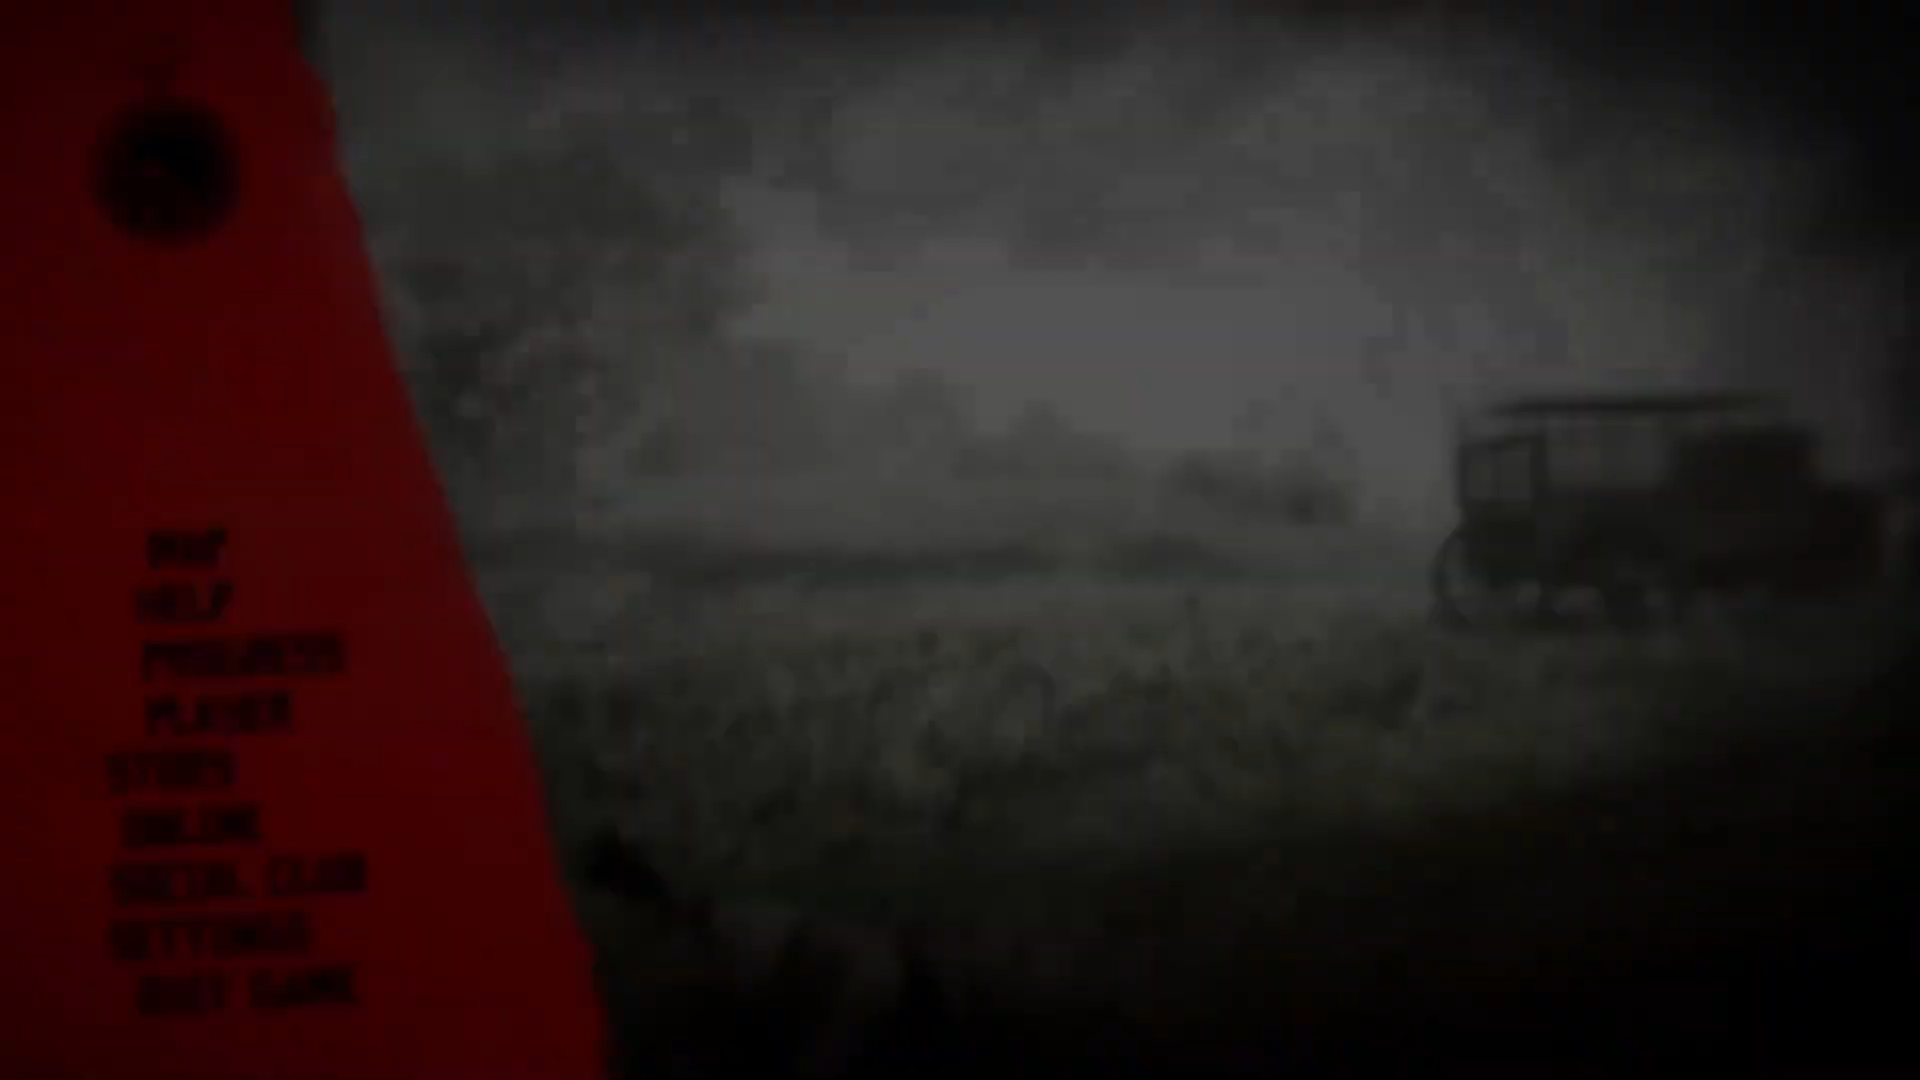 MAP
HELP
PROGRESS
PLAYER
STORY
ONLINE
SOCIAL CLUB
SETTINGS
QUIT GAME